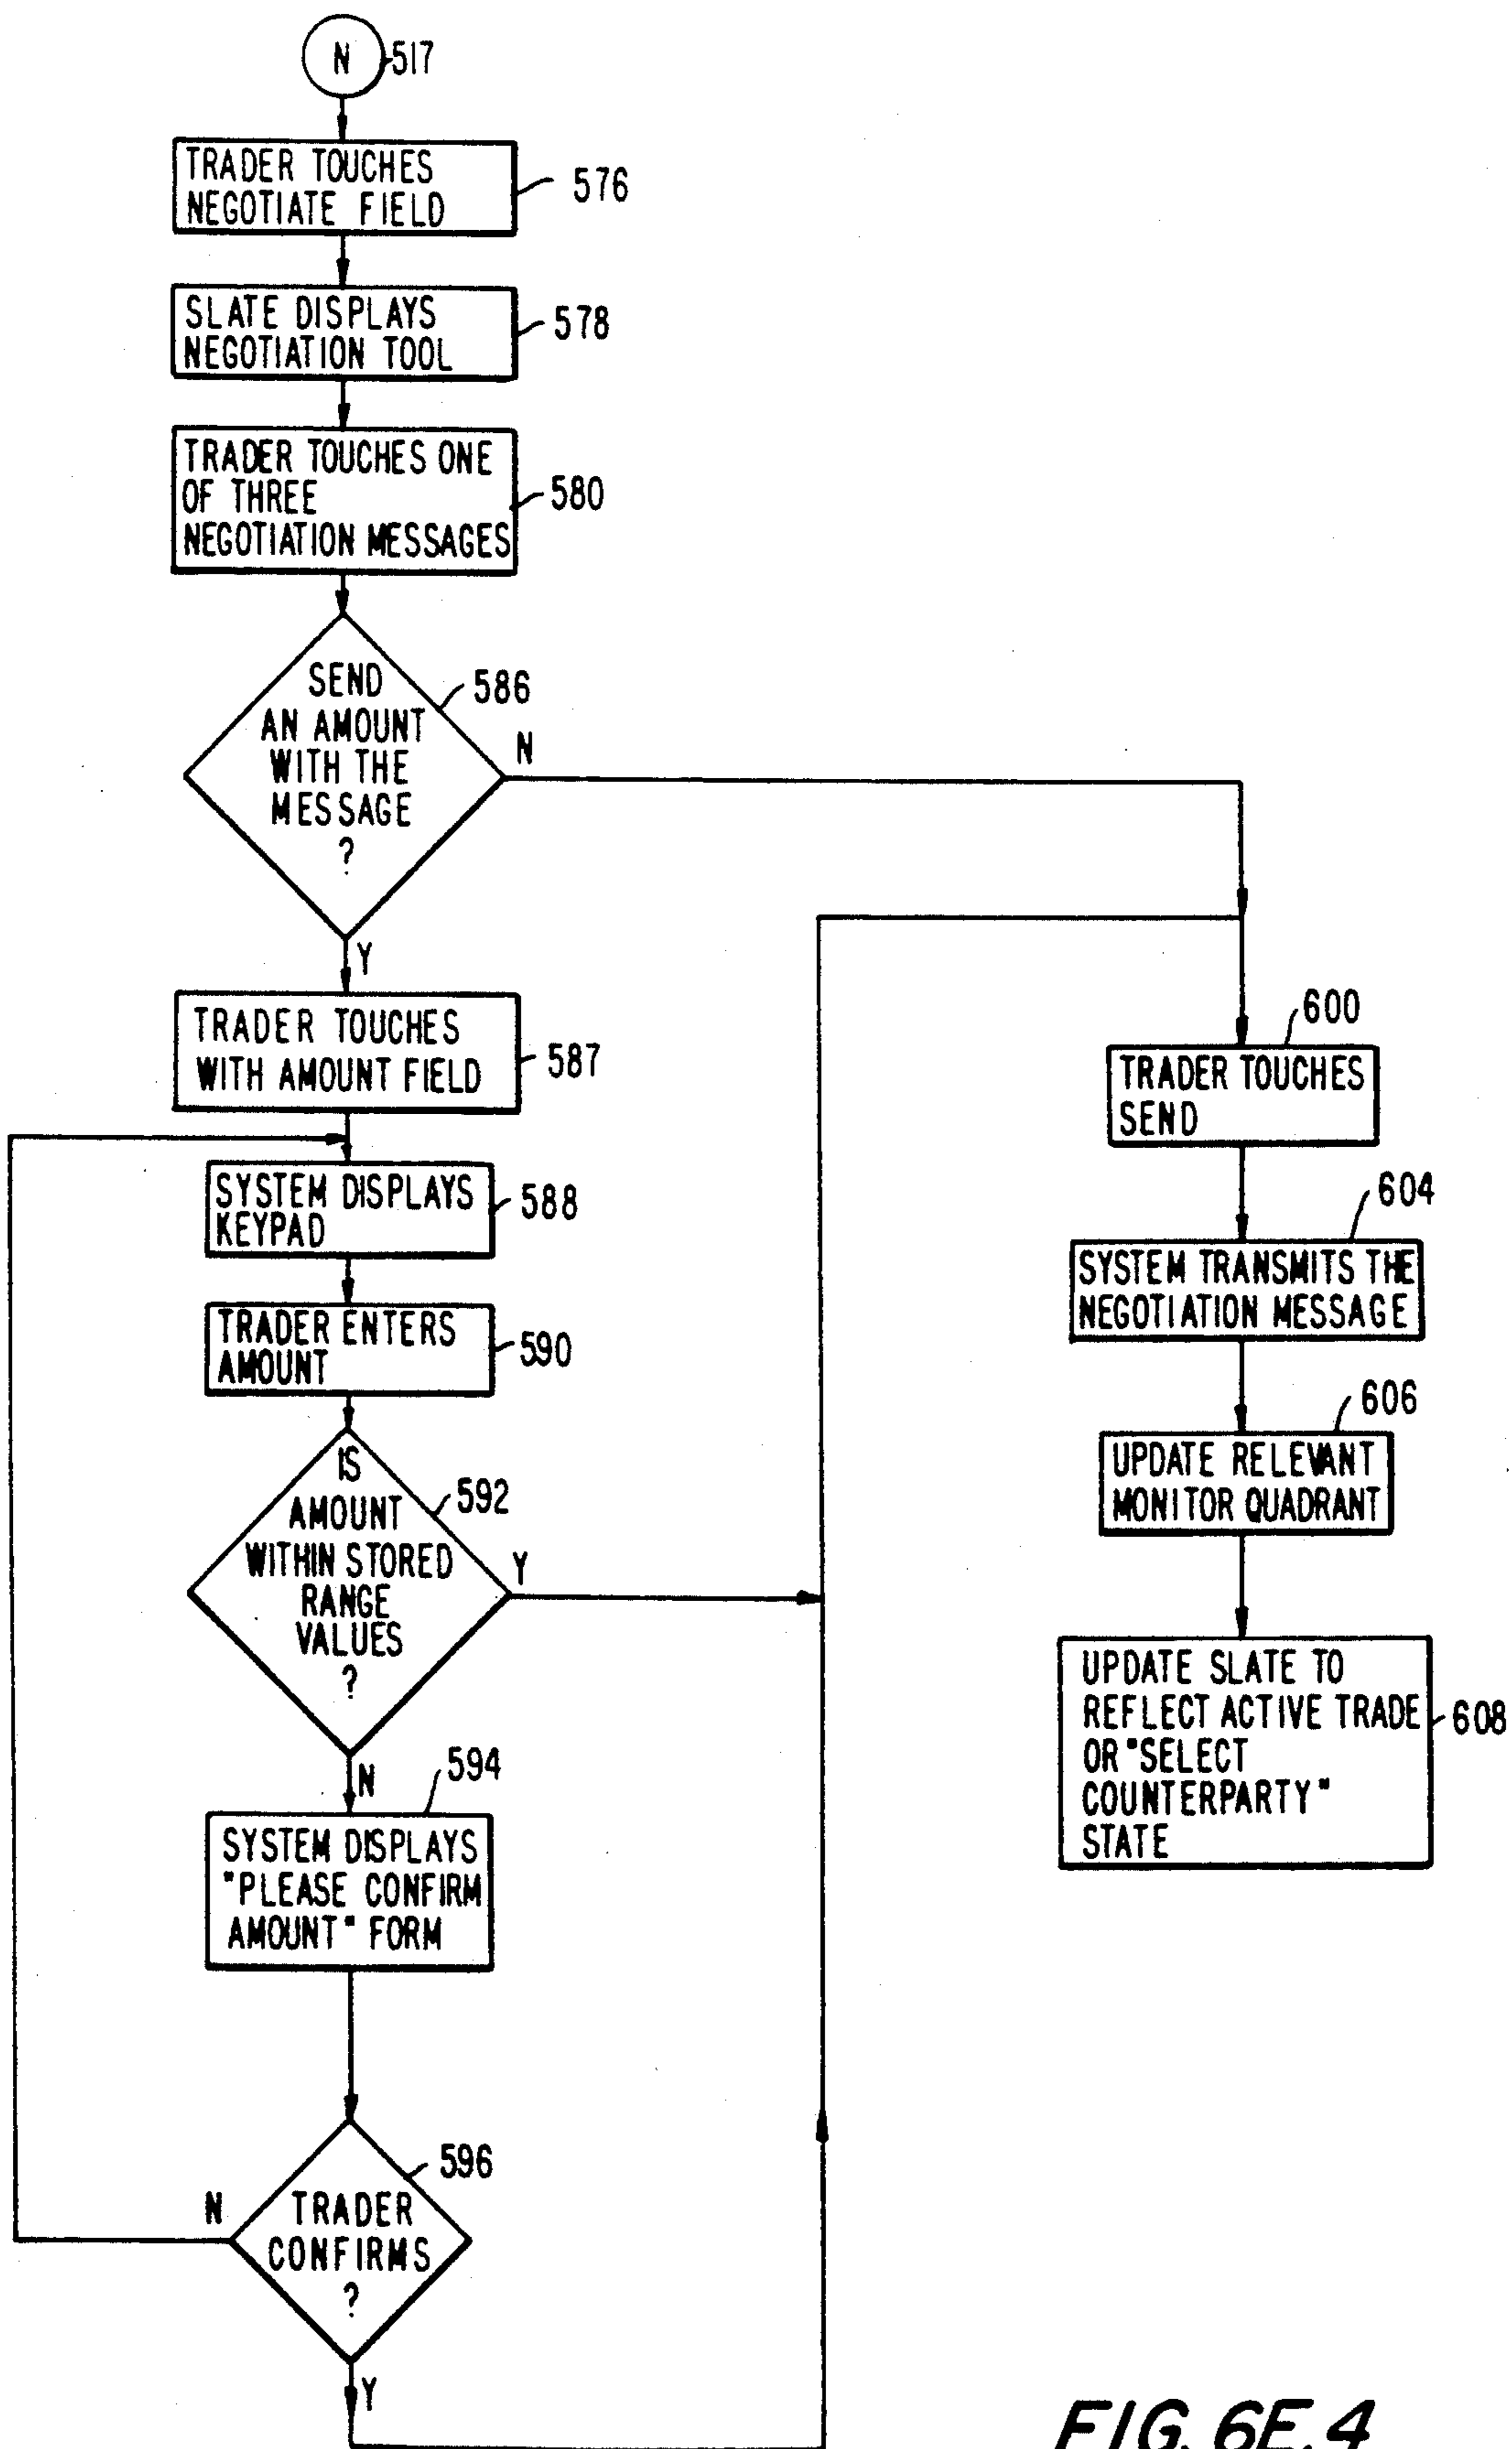 N
517
TRADER TOUCHES
NEGOTIATE FIELD
576
SLATE DISPLAYS
NEGOTIATION TOOL
578
TRADER TOUCHES ONE
OF THREE
NEGOTIATION MESSAGES
580
SEND
AN AMOUNT
WITH THE
MESSAGE
?
586
N
Y
TRADER TOUCHES
WITH AMOUNT FIELD
587
SYSTEM DISPLAYS
KEYPAD
588
TRADER ENTERS
AMOUNT
590
IS
AMOUNT
WITHIN STORED
RANGE
VALUES
?
592
Y
N
SYSTEM DISPLAYS
"PLEASE CONFIRM
AMOUNT" FORM
594
TRADER
CONFIRMS
?
596
N
Y
600
TRADER TOUCHES
SEND
604
SYSTEM TRANSMITS THE
NEGOTIATION MESSAGE
606
UPDATE RELEVANT
MONITOR QUADRANT
UPDATE SLATE TO
REFLECT ACTIVE TRADE
OR "SELECT
COUNTERPARTY"
STATE
608
FIG. 6E.4